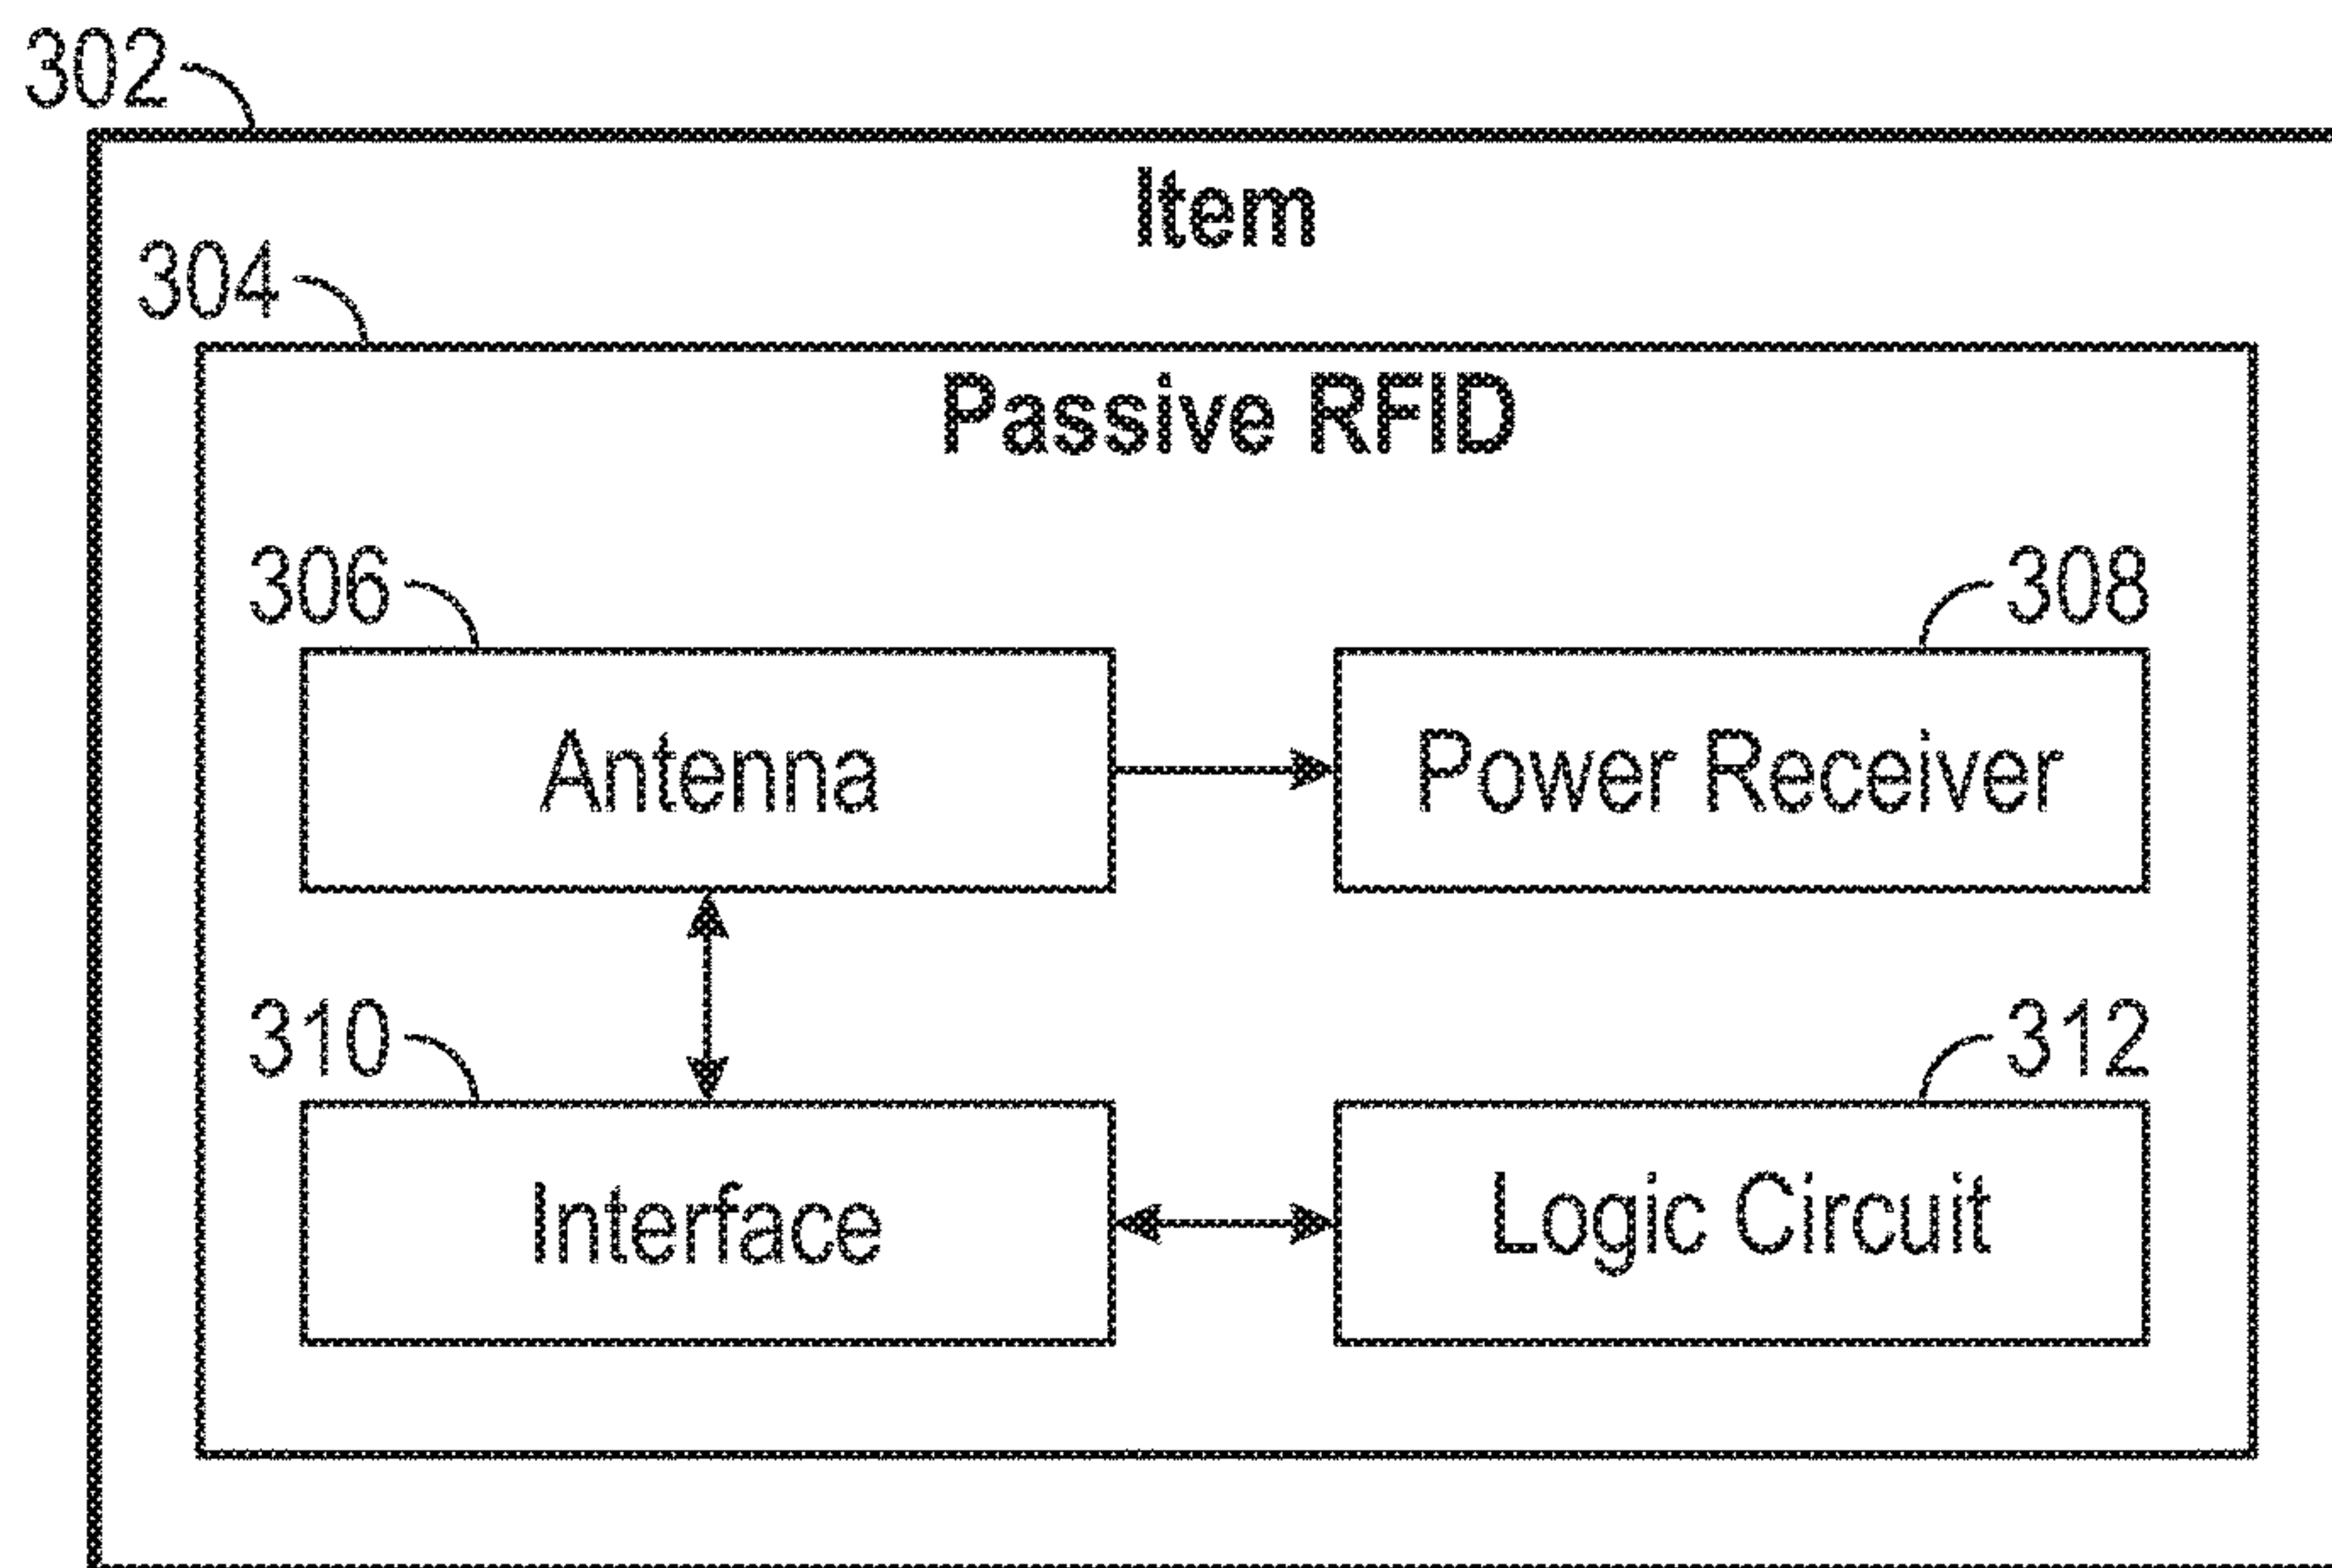 302
Item
304
Passive RFID
306
308
Antenna
Power Receiver
310
312
Interface
Logic Circuit